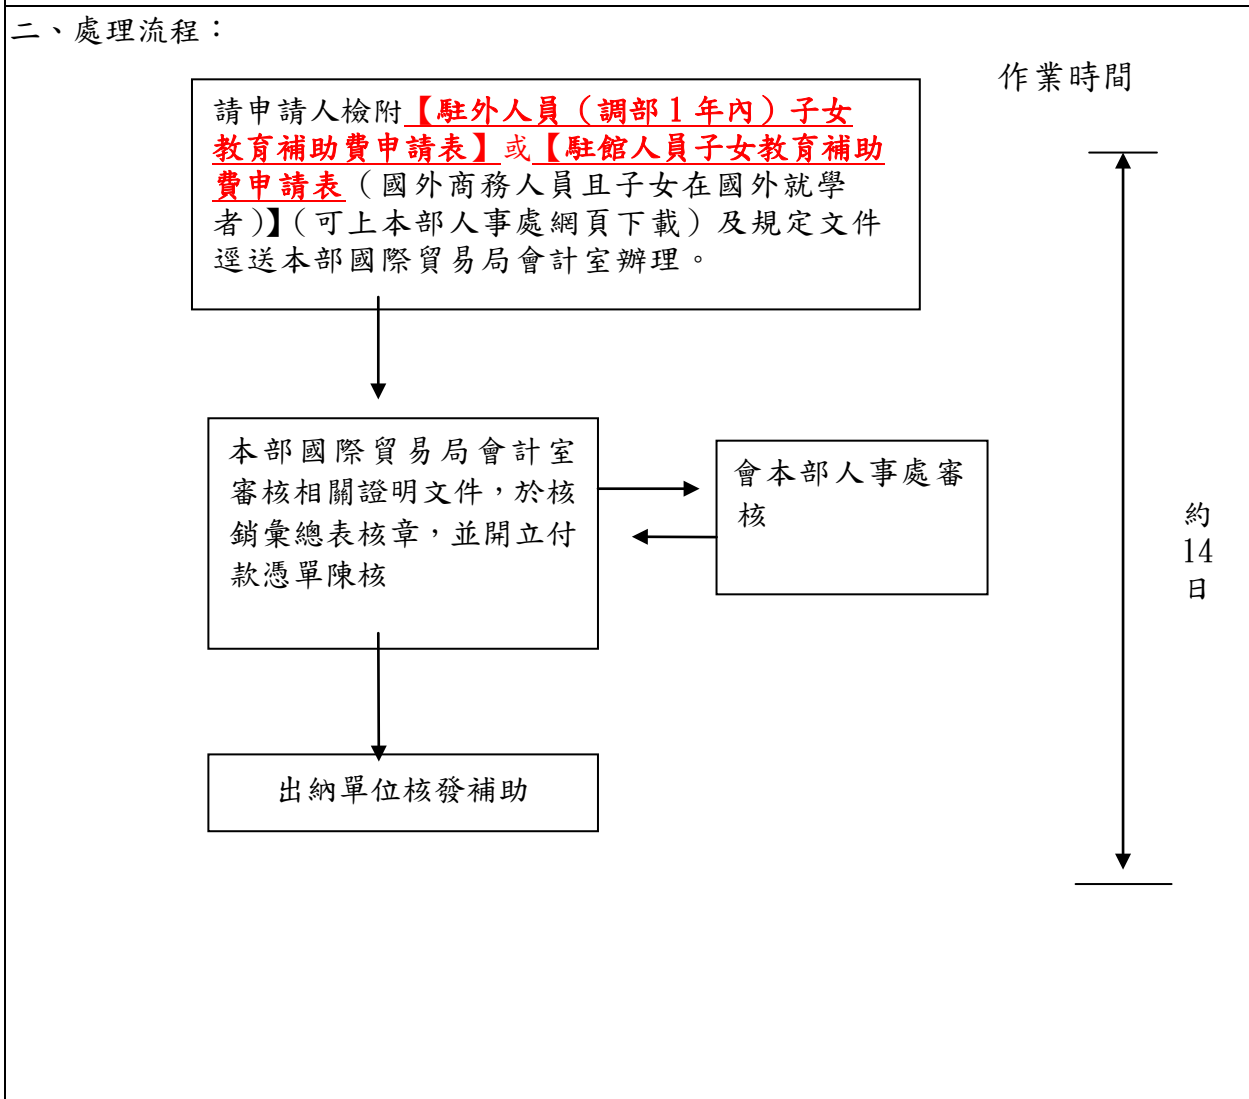 二、處理流程：
作業時間
請申請人檢附【駐外人員（調部1年內）子女
教育補助費申請表】或【駐館人員子女教育補助
費申請表（國外商務人員且子女在國外就學
者）】（可上本部人事處網頁下載）及規定文件
逕送本部國際貿易局會計室辦理。
本部國際貿易局會計室
審核相關證明文件，於核
銷彙總表核章，並開立付
款憑單陳核
會本部人事處審
核
約
14
日
出納單位核發補助